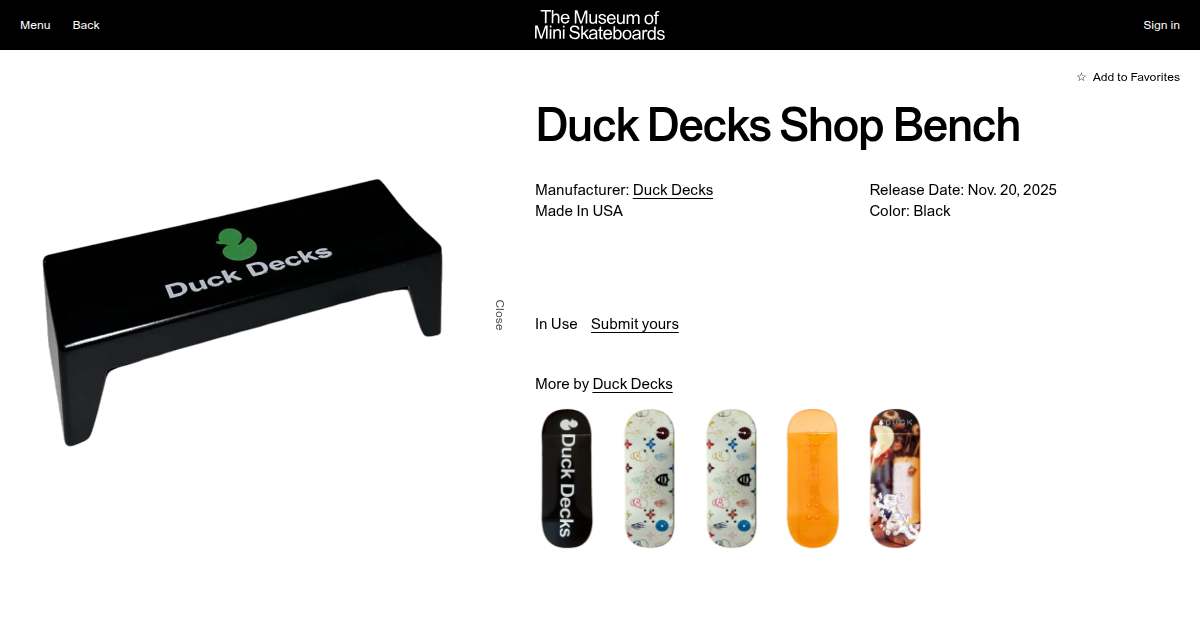 Menu
Back
The Museum of
Mini Skateboards
Sign in
☆ Add to Favorites
Duck Decks Shop Bench
Manufacturer: Duck Decks
Made In USA
Release Date: Nov. 20, 2025
Color: Black
Duck Decks
Close
In Use
Submit yours
More by Duck Decks
Duck Decks
DUCK